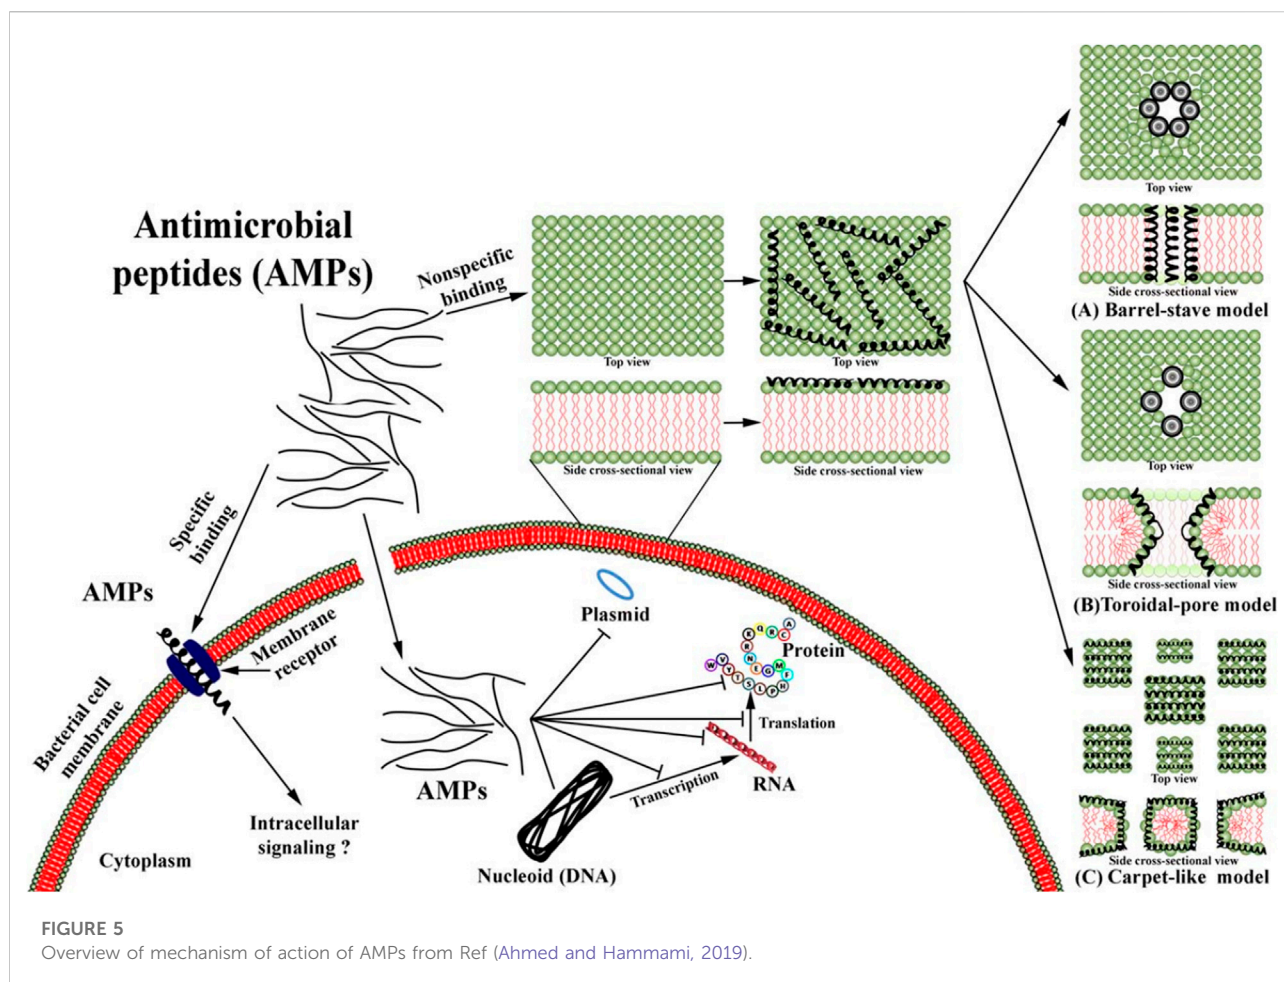 Antimicrobial
peptides (AMPs)
Nonspecific
binding
Top view
Top view
Side cross-sectional view
Side cross-sectional view
Top view
Side cross-sectional view
(A) Barrel-stave model
Top view
Side cross-sectional view
(B)Toroidal-pore model
Top view
Side cross-sectional view
(C) Carpet-like model
Specific
binding
AMPs
Membrane
receptor
Bacterial cell
membrane
Intracellular
signaling ?
Cytoplasm
AMPs
Plasmid
Protein
W V Y T S L P H F M G E N R E Q R C A
Translation
RNA
Transcription
Nucleoid (DNA)
FIGURE 5
Overview of mechanism of action of AMPs from Ref (Ahmed and Hammami, 2019).